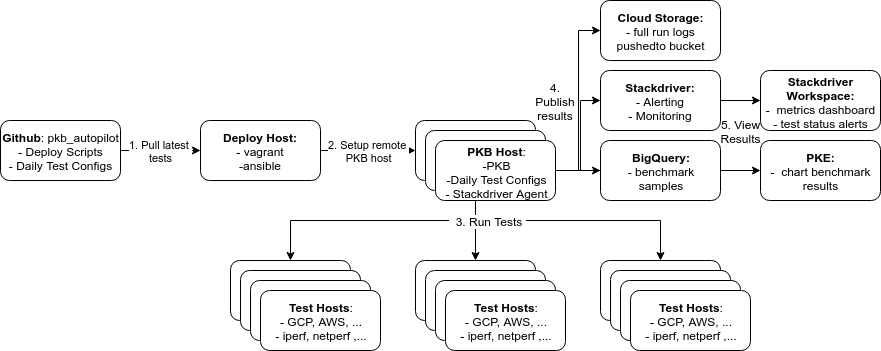 Cloud Storage:
- full run logs
pushedto bucket
4.
Publish
results
Stackdriver:
- Alerting
- Monitoring
Stackdriver
Workspace:
- metrics dashboard
- test status alerts
Github: pkb_autopilot
- Deploy Scripts
- Daily Test Configs
1. Pull latest
tests
Deploy Host:
- vagrant
-ansible
2. Setup remote
PKB host
PKB Host:
-PKB
-Daily Test Configs
- Stackdriver Agent
BigQuery:
- benchmark
samples
5. View
Results
PKE:
- chart benchmark
results
3. Run Tests
Test Hosts:
- GCP, AWS, ...
- iperf, netperf ,...
Test Hosts:
- GCP, AWS, ...
- iperf, netperf ,...
Test Hosts:
- GCP, AWS, ...
- iperf, netperf ,...